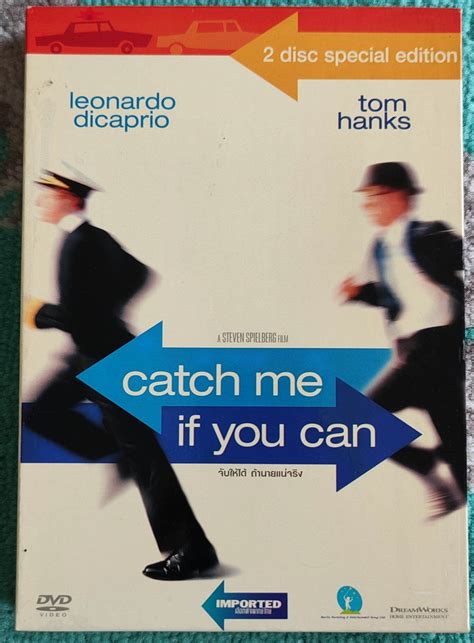 2 disc special edition
leonardo
dicaprio
tom
hanks
A STEVEN SPIELBERG FILM
catch me
if you can
จับให้ได้ ถ้านายแน่จริง
DVD
VIDEO
IMPORTED
DREAMWORKS
HOME ENTERTAINMENT